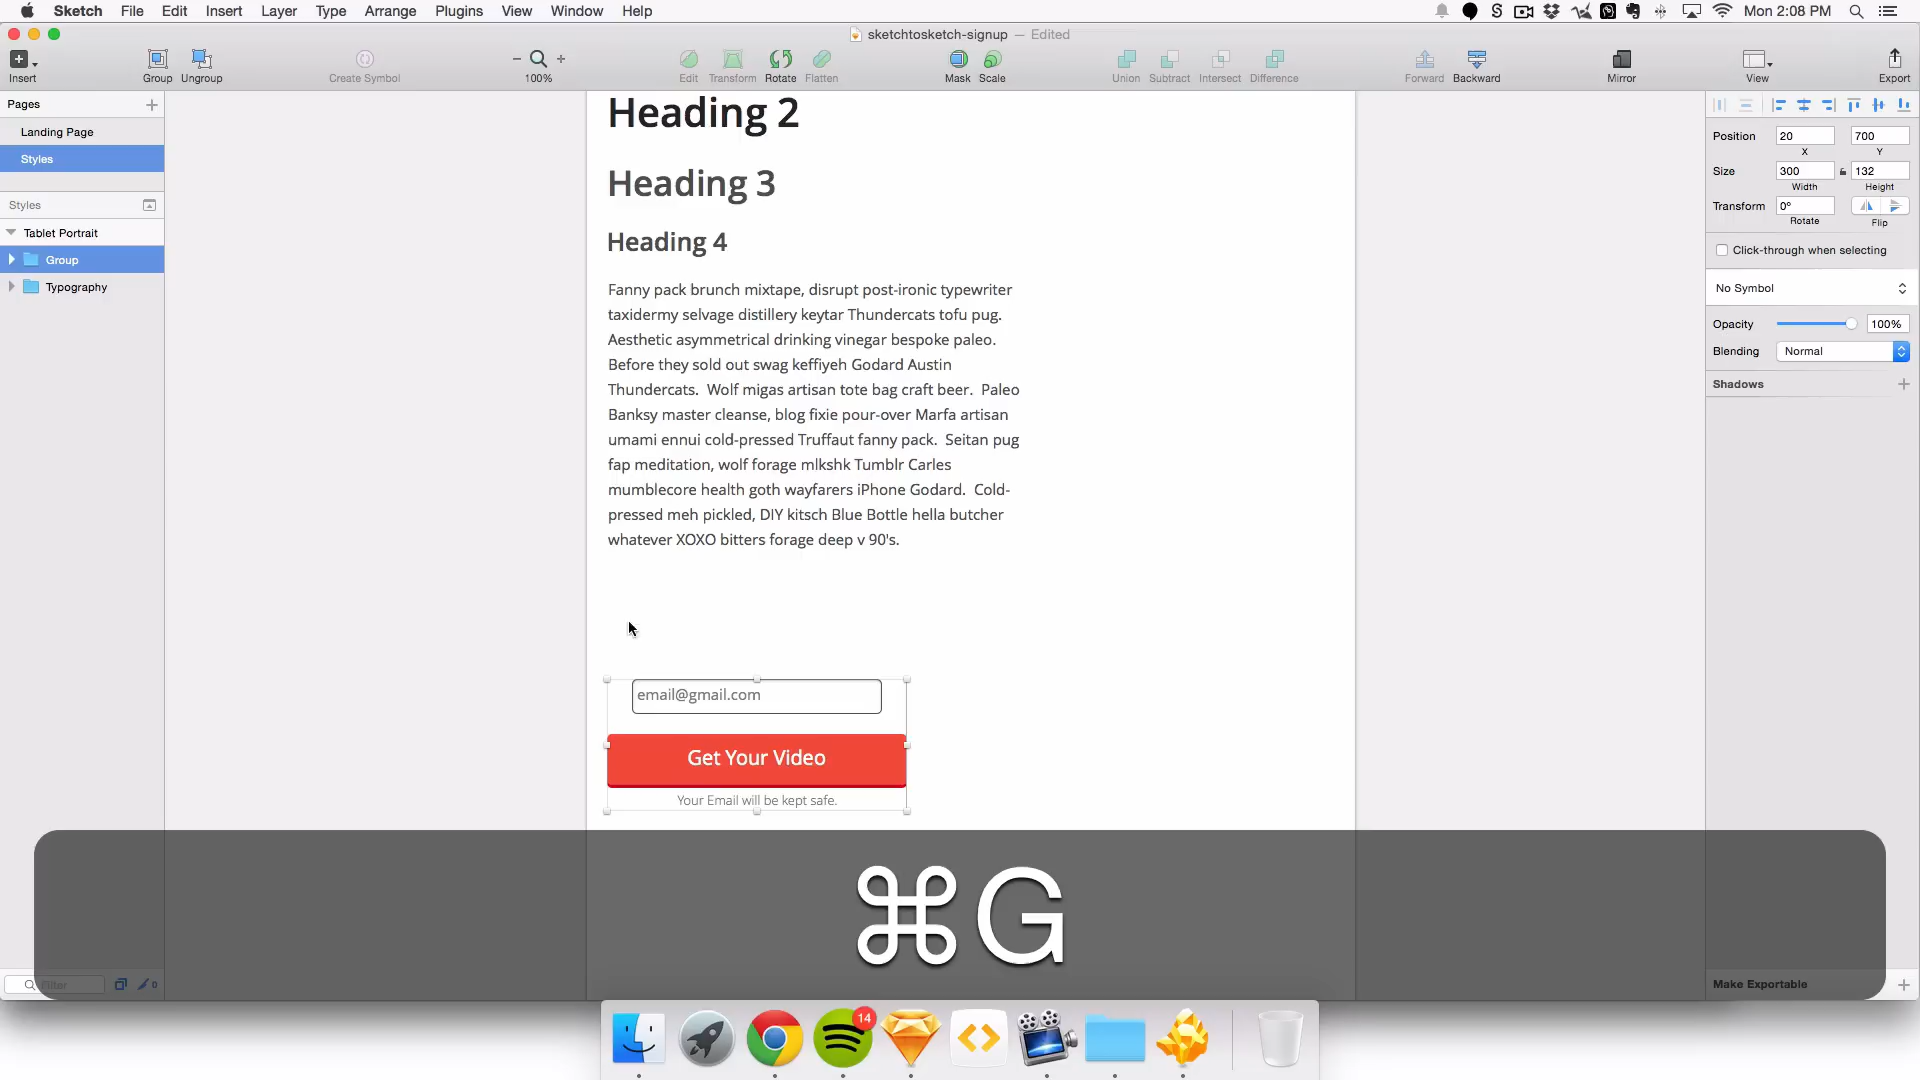 Sketch File Edit Insert Layer Type Arrange Plugins View Window Help Mon 2:08 PM
sketchtosketch-signup — Edited
Insert Group Ungroup Create Symbol 100% Edit Transform Rotate Flatten Mask Scale Union Subtract Intersect Difference Forward Backward Mirror View Export
Pages
Landing Page
Styles
Styles
Tablet Portrait
Group
Typography
Filter
0
Heading 2
Heading 3
Heading 4
Fanny pack brunch mixtape, disrupt post-ironic typewriter
taxidermy selvage distillery keytar Thundercats tofu pug.
Aesthetic asymmetrical drinking vinegar bespoke paleo.
Before they sold out swag keffiyeh Godard Austin
Thundercats.  Wolf migas artisan tote bag craft beer.  Paleo
Banksy master cleanse, blog fixie pour-over Marfa artisan
umami ennui cold-pressed Truffaut fanny pack.  Seitan pug
fap meditation, wolf forage mlkshk Tumblr Carles
mumblecore health goth wayfarers iPhone Godard.  Cold-
pressed meh pickled, DIY kitsch Blue Bottle hella butcher
whatever XOXO bitters forage deep v 90's.
email@gmail.com
Get Your Video
Your Email will be kept safe.
Position 20 700
X Y
Size 300 132
Width Height
Transform 0°
Rotate Flip
Click-through when selecting
No Symbol
Opacity 100%
Blending Normal
Shadows
Make Exportable
⌘G
14